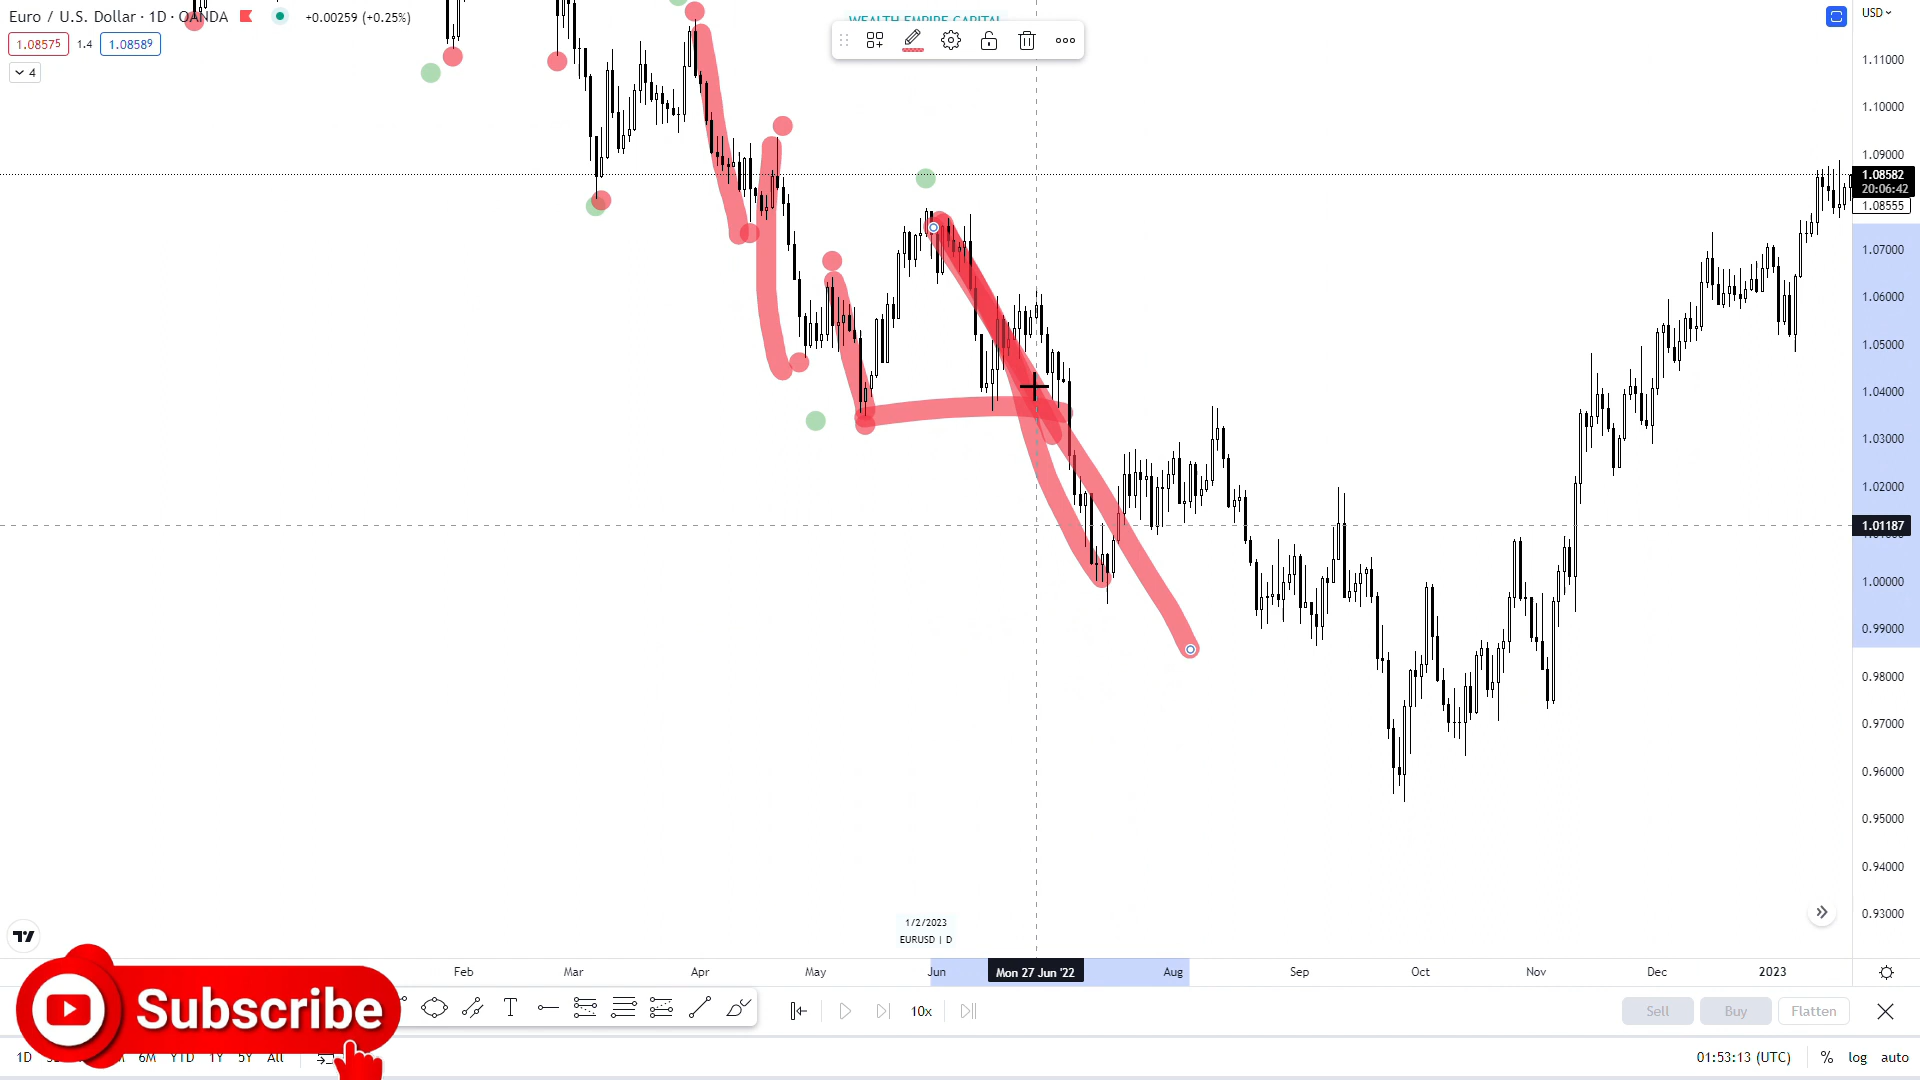 Euro / U.S. Dollar · 1D · OANDA +0.00259 (+0.25%)
1.08575 1.4 1.08589
4
WEALTH EMPIRE CAPITAL
USD
1.11000
1.10000
1.09000
1.08582
20:06:42
1.08555
1.07000
1.06000
1.05000
1.04000
1.03000
1.02000
1.01187
1.00000
0.99000
0.98000
0.97000
0.96000
0.95000
0.94000
0.93000
1/2/2023
EURUSD | D
Feb Mar Apr May Jun Mon 27 Jun '22 Aug Sep Oct Nov Dec 2023
Subscribe
T 10x Sell Buy Flatten
1D 6M YTD 1Y 5Y All 01:53:13 (UTC) % log auto